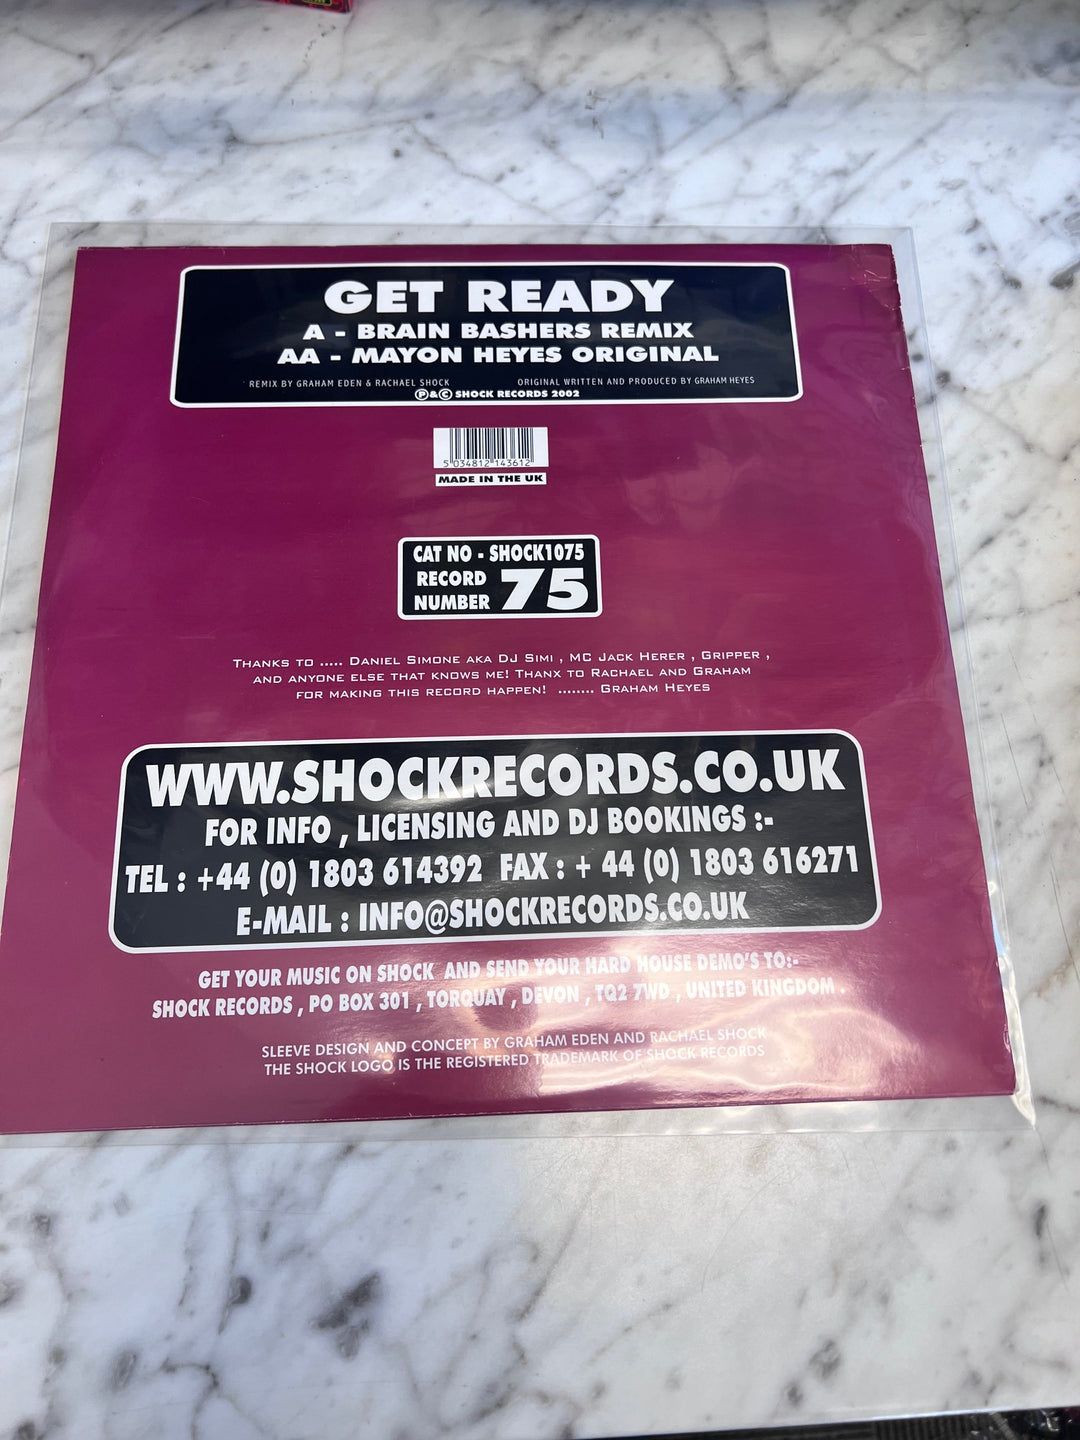 GET READY
A - BRAIN BASHERS REMIX
AA - MAYON HEYES ORIGINAL
REMIX BY GRAHAM EDEN & RACHAEL SHOCK ORIGINAL WRITTEN AND PRODUCED BY GRAHAM HEYES
Ⓟ&© SHOCK RECORDS 2002
5 034812 143612
MADE IN THE UK
CAT NO - SHOCK1075
RECORD NUMBER 75
THANKS TO ..... DANIEL SIMONE AKA DJ SIMI , MC JACK HERER , GRIPPER ,
AND ANYONE ELSE THAT KNOWS ME! THANX TO RACHAEL AND GRAHAM
FOR MAKING THIS RECORD HAPPEN! ........ GRAHAM HEYES
WWW.SHOCKRECORDS.CO.UK
FOR INFO , LICENSING AND DJ BOOKINGS :-
TEL : +44 (0) 1803 614392 FAX : + 44 (0) 1803 616271
E-MAIL : INFO@SHOCKRECORDS.CO.UK
GET YOUR MUSIC ON SHOCK AND SEND YOUR HARD HOUSE DEMO'S TO:-
SHOCK RECORDS , PO BOX 301 , TORQUAY , DEVON , TQ2 7WD , UNITED KINGDOM .
SLEEVE DESIGN AND CONCEPT BY GRAHAM EDEN AND RACHAEL SHOCK
THE SHOCK LOGO IS THE REGISTERED TRADEMARK OF SHOCK RECORDS